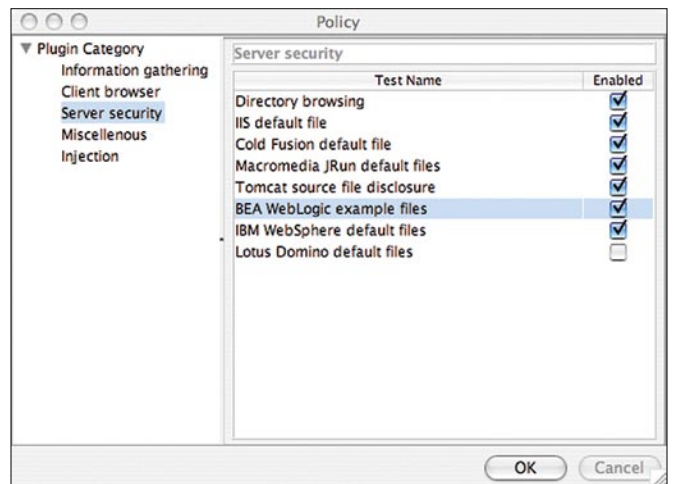 Policy
Plugin Category
Information gathering
Client browser
Server security
Miscellenous
Injection
Server security
Test Name Enabled
Directory browsing
IIS default file
Cold Fusion default file
Macromedia JRun default files
Tomcat source file disclosure
BEA WebLogic example files
IBM WebSphere default files
Lotus Domino default files
OK Cancel